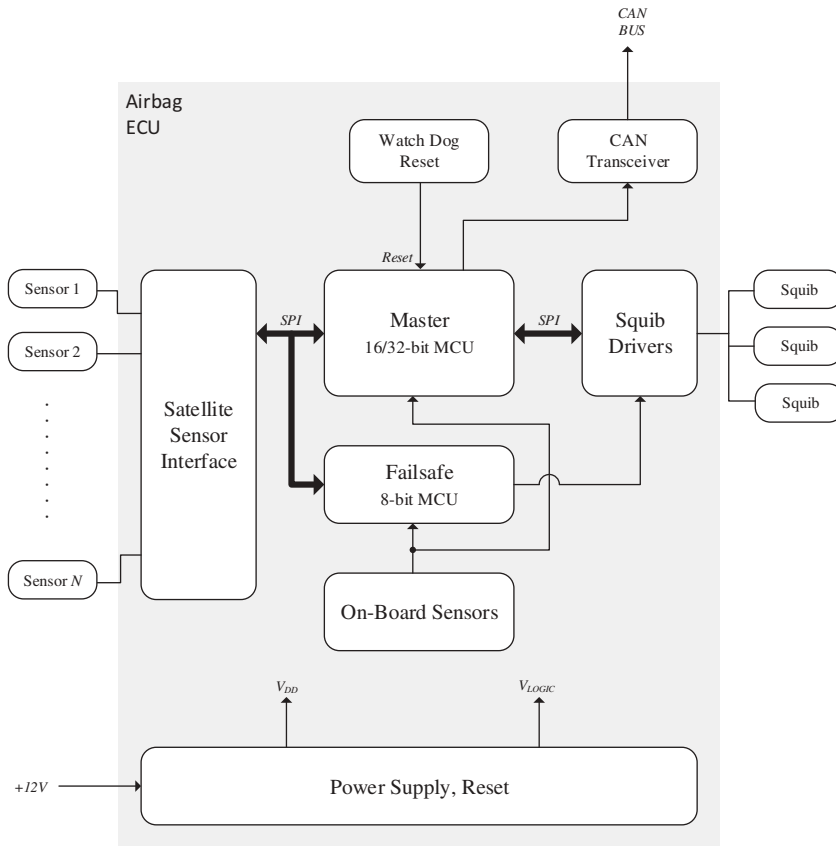 CAN
BUS
Airbag
ECU
Watch Dog
Reset
CAN
Transceiver
Reset
Sensor 1
Sensor 2
Sensor N
Satellite
Sensor
Interface
SPI
Master
16/32-bit MCU
SPI
Squib
Drivers
Squib
Squib
Squib
Failsafe
8-bit MCU
On-Board Sensors
VDD
VLOGIC
+12V
Power Supply, Reset